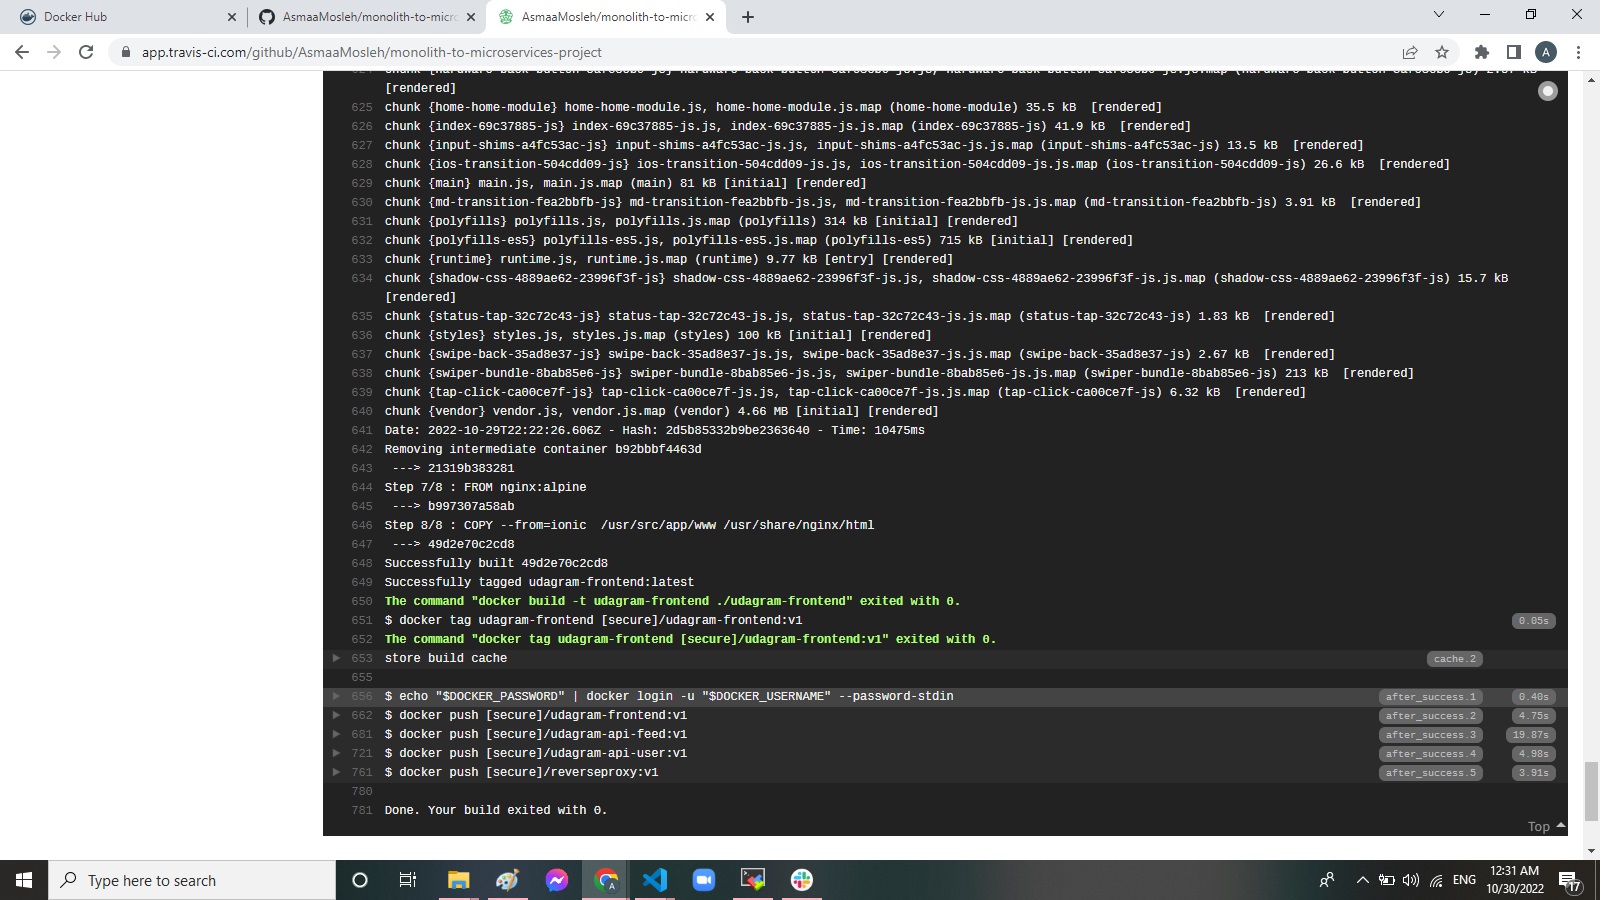 Docker Hub
AsmaaMosleh/monolith-to-micro
AsmaaMosleh/monolith-to-micro
app.travis-ci.com/github/AsmaaMosleh/monolith-to-microservices-project
A
[rendered]
625 chunk {home-home-module} home-home-module.js, home-home-module.js.map (home-home-module) 35.5 kB  [rendered]
626 chunk {index-69c37885-js} index-69c37885-js.js, index-69c37885-js.js.map (index-69c37885-js) 41.9 kB  [rendered]
627 chunk {input-shims-a4fc53ac-js} input-shims-a4fc53ac-js.js, input-shims-a4fc53ac-js.js.map (input-shims-a4fc53ac-js) 13.5 kB  [rendered]
628 chunk {ios-transition-504cdd09-js} ios-transition-504cdd09-js.js, ios-transition-504cdd09-js.js.map (ios-transition-504cdd09-js) 26.6 kB  [rendered]
629 chunk {main} main.js, main.js.map (main) 81 kB [initial] [rendered]
630 chunk {md-transition-fea2bbfb-js} md-transition-fea2bbfb-js.js, md-transition-fea2bbfb-js.js.map (md-transition-fea2bbfb-js) 3.91 kB  [rendered]
631 chunk {polyfills} polyfills.js, polyfills.js.map (polyfills) 314 kB [initial] [rendered]
632 chunk {polyfills-es5} polyfills-es5.js, polyfills-es5.js.map (polyfills-es5) 715 kB [initial] [rendered]
633 chunk {runtime} runtime.js, runtime.js.map (runtime) 9.77 kB [entry] [rendered]
634 chunk {shadow-css-4889ae62-23996f3f-js} shadow-css-4889ae62-23996f3f-js.js, shadow-css-4889ae62-23996f3f-js.js.map (shadow-css-4889ae62-23996f3f-js) 15.7 kB
[rendered]
635 chunk {status-tap-32c72c43-js} status-tap-32c72c43-js.js, status-tap-32c72c43-js.js.map (status-tap-32c72c43-js) 1.83 kB  [rendered]
636 chunk {styles} styles.js, styles.js.map (styles) 100 kB [initial] [rendered]
637 chunk {swipe-back-35ad8e37-js} swipe-back-35ad8e37-js.js, swipe-back-35ad8e37-js.js.map (swipe-back-35ad8e37-js) 2.67 kB  [rendered]
638 chunk {swiper-bundle-8bab85e6-js} swiper-bundle-8bab85e6-js.js, swiper-bundle-8bab85e6-js.js.map (swiper-bundle-8bab85e6-js) 213 kB  [rendered]
639 chunk {tap-click-ca00ce7f-js} tap-click-ca00ce7f-js.js, tap-click-ca00ce7f-js.js.map (tap-click-ca00ce7f-js) 6.32 kB  [rendered]
640 chunk {vendor} vendor.js, vendor.js.map (vendor) 4.66 MB [initial] [rendered]
641 Date: 2022-10-29T22:22:26.606Z - Hash: 2d5b85332b9be2363640 - Time: 10475ms
642 Removing intermediate container b92bbbf4463d
643 ---> 21319b383281
644 Step 7/8 : FROM nginx:alpine
645 ---> b997307a58ab
646 Step 8/8 : COPY --from=ionic  /usr/src/app/www /usr/share/nginx/html
647 ---> 49d2e70c2cd8
648 Successfully built 49d2e70c2cd8
649 Successfully tagged udagram-frontend:latest
650 The command "docker build -t udagram-frontend ./udagram-frontend" exited with 0.
651 $ docker tag udagram-frontend [secure]/udagram-frontend:v1 0.05s
652 The command "docker tag udagram-frontend [secure]/udagram-frontend:v1" exited with 0.
653 store build cache cache.2
655
656 $ echo "$DOCKER_PASSWORD" | docker login -u "$DOCKER_USERNAME" --password-stdin after_success.1 0.40s
662 $ docker push [secure]/udagram-frontend:v1 after_success.2 4.75s
681 $ docker push [secure]/udagram-api-feed:v1 after_success.3 19.87s
721 $ docker push [secure]/udagram-api-user:v1 after_success.4 4.98s
761 $ docker push [secure]/reverseproxy:v1 after_success.5 3.91s
780
781 Done. Your build exited with 0.
Top
Type here to search
A
ENG
12:31 AM
10/30/2022
17